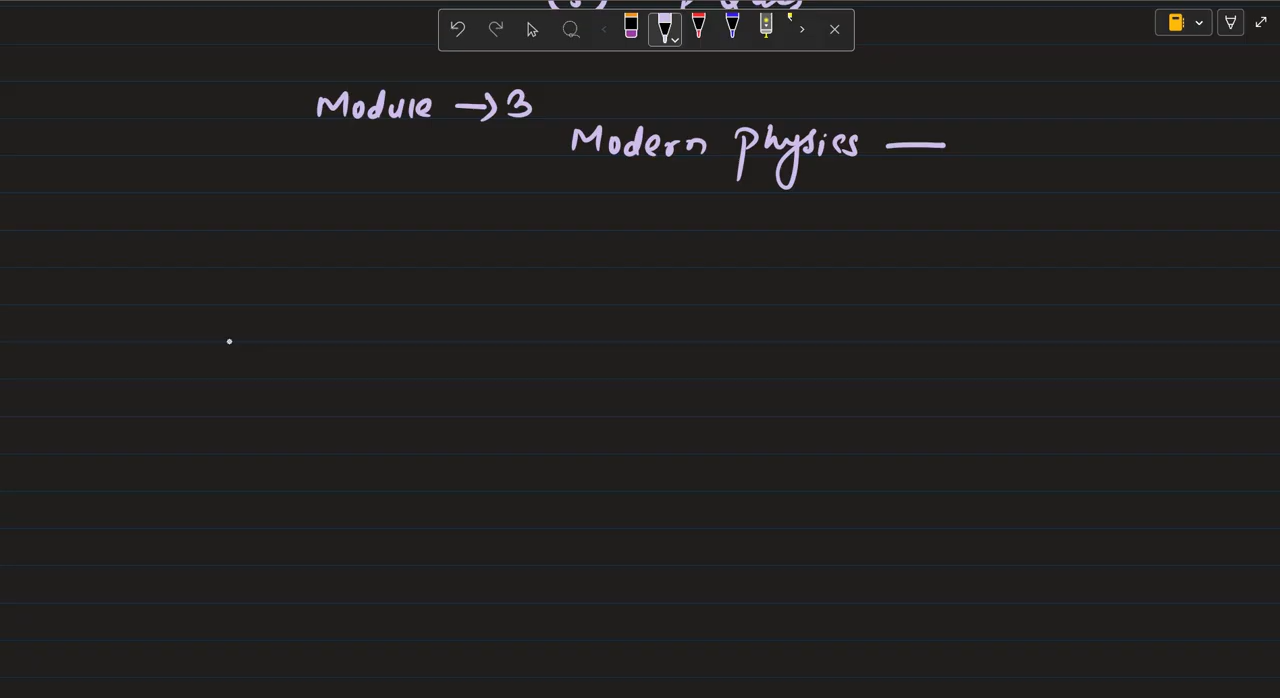 Module → 3
Modern Physics —